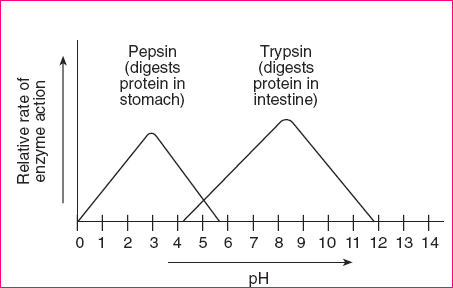 Pepsin
(digests
protein in
stomach)
Trypsin
(digests
protein in
intestine)
Relative rate of
enzyme action
0 1 2 3 4 5 6 7 8 9 10 11 12 13 14
pH